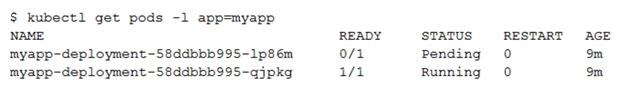 $ kubectl get pods -l app=myapp
NAME READY STATUS RESTART AGE
myapp-deployment-58ddbbb995-lp86m 0/1 Pending 0 9m
myapp-deployment-58ddbbb995-qjpkg 1/1 Running 0 9m